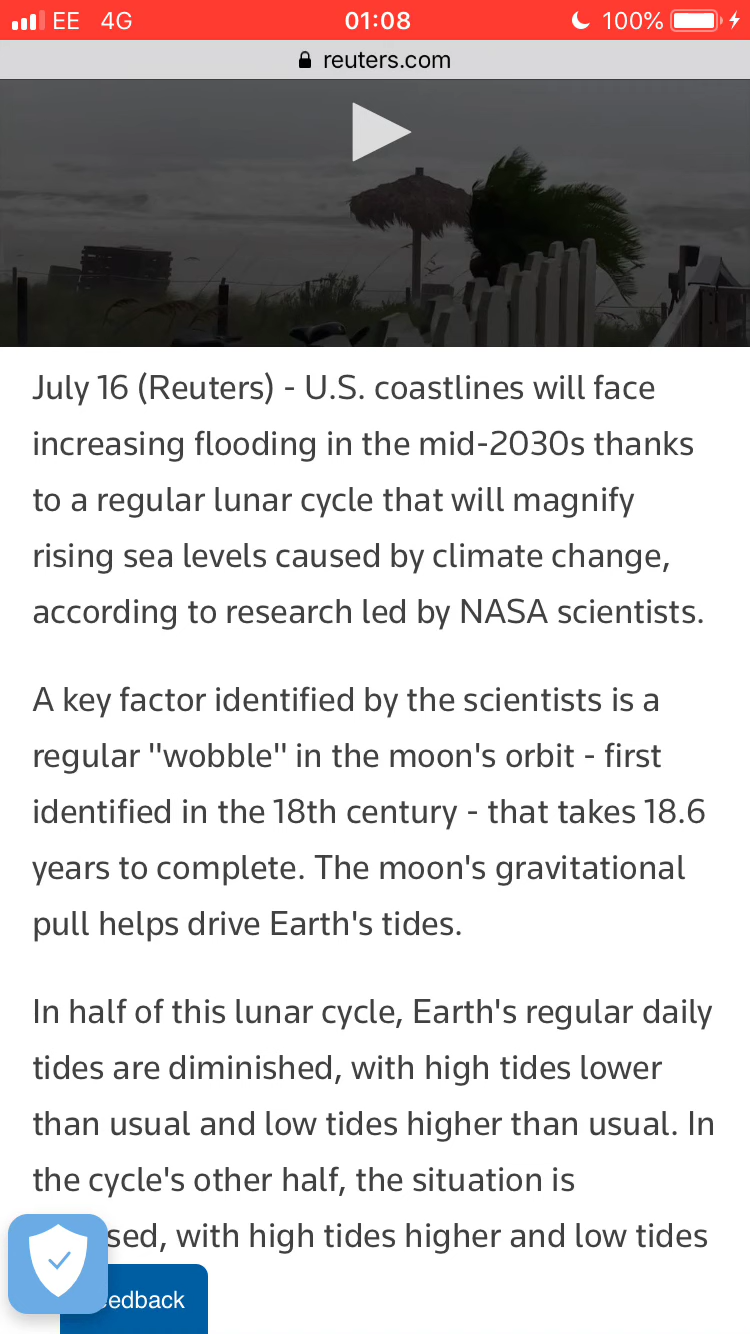 EE 4G 01:08 100%
reuters.com
July 16 (Reuters) - U.S. coastlines will face
increasing flooding in the mid-2030s thanks
to a regular lunar cycle that will magnify
rising sea levels caused by climate change,
according to research led by NASA scientists.
A key factor identified by the scientists is a
regular "wobble" in the moon's orbit - first
identified in the 18th century - that takes 18.6
years to complete. The moon's gravitational
pull helps drive Earth's tides.
In half of this lunar cycle, Earth's regular daily
tides are diminished, with high tides lower
than usual and low tides higher than usual. In
the cycle's other half, the situation is
sed, with high tides higher and low tides
edback